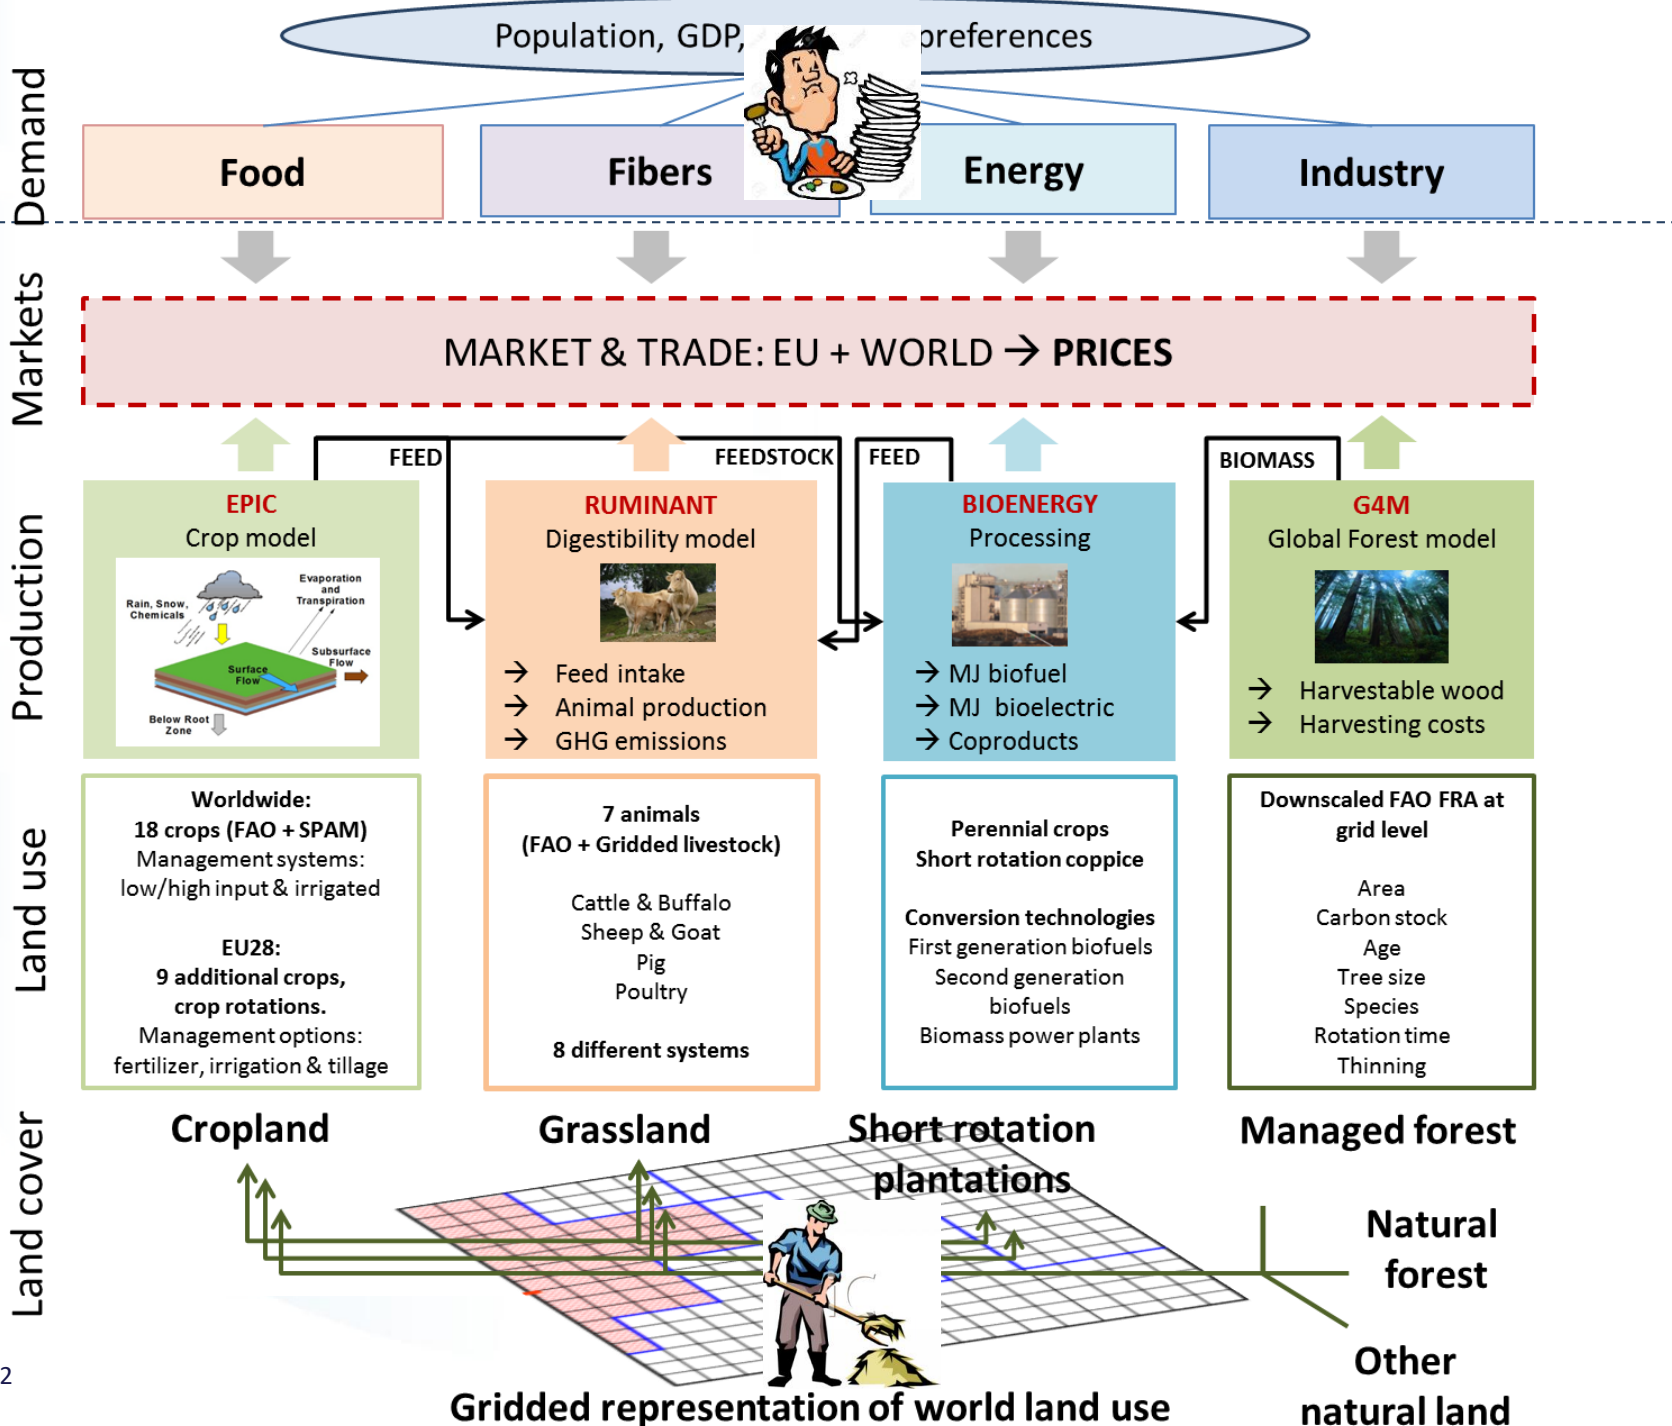 Population, GDP, preferences
Demand
Food
Fibers
Energy
Industry
Markets
MARKET & TRADE: EU + WORLD → PRICES
FEED
FEEDSTOCK
FEED
BIOMASS
Production
EPIC
Crop model
Rain, Snow,
Chemicals
Evaporation
and
Transpiration
Subsurface
Flow
Surface
Flow
Below Root
Zone
RUMINANT
Digestibility model
→ Feed intake
→ Animal production
→ GHG emissions
BIOENERGY
Processing
→ MJ biofuel
→ MJ bioelectric
→ Coproducts
G4M
Global Forest model
→ Harvestable wood
→ Harvesting costs
Land use
Worldwide:
18 crops (FAO + SPAM)
Management systems:
low/high input & irrigated
EU28:
9 additional crops,
crop rotations.
Management options:
fertilizer, irrigation & tillage
7 animals
(FAO + Gridded livestock)
Cattle & Buffalo
Sheep & Goat
Pig
Poultry
8 different systems
Perennial crops
Short rotation coppice
Conversion technologies
First generation biofuels
Second generation
biofuels
Biomass power plants
Downscaled FAO FRA at
grid level
Area
Carbon stock
Age
Tree size
Species
Rotation time
Thinning
Land cover
Cropland
Grassland
Short rotation
plantations
Managed forest
Natural
forest
Other
natural land
Gridded representation of world land use
2